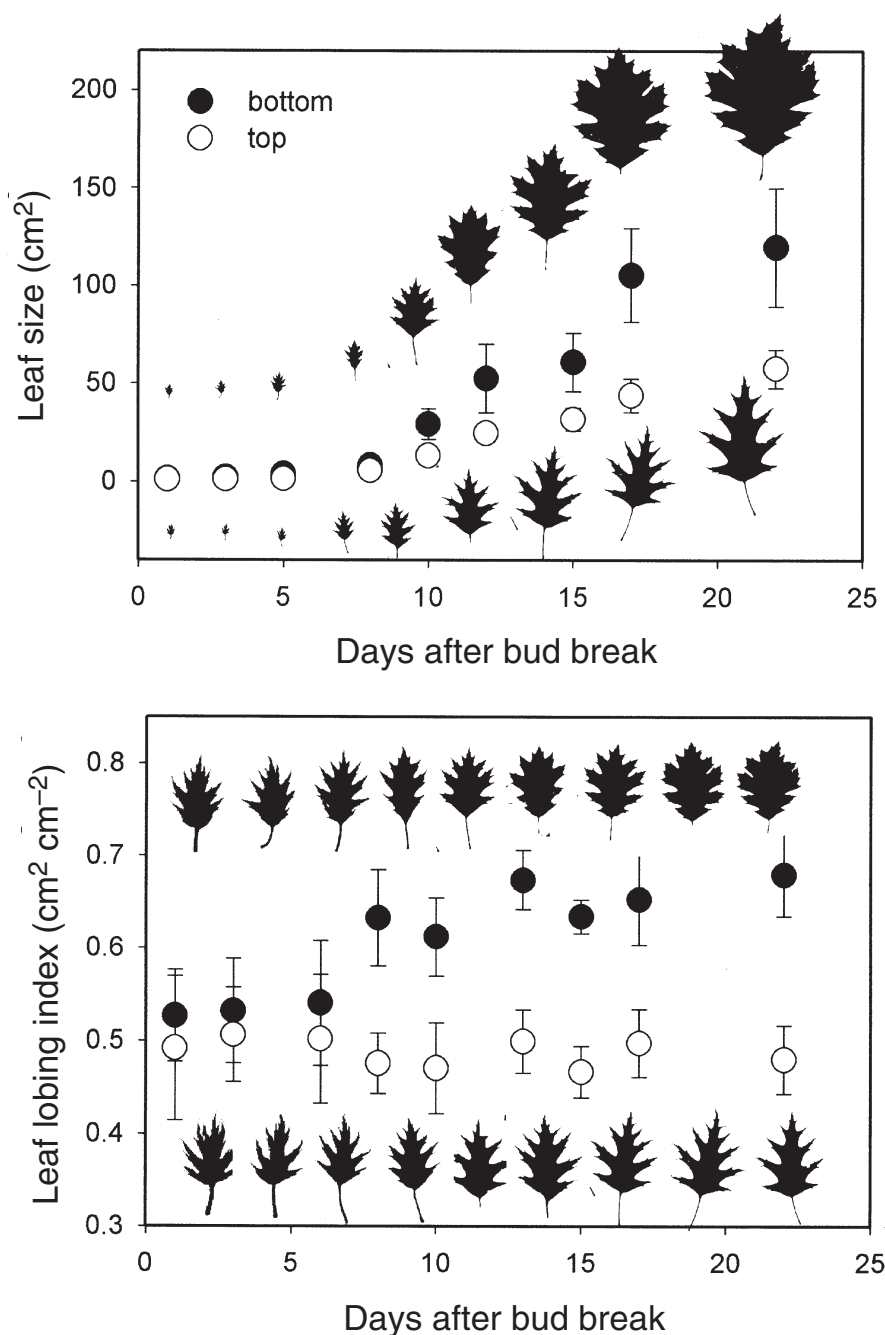 200
150
100
50
0
bottom
top
Leaf size (cm²)
0 5 10 15 20 25
Days after bud break
0.8
0.7
0.6
0.5
0.4
0.3
Leaf lobing index (cm² cm⁻²)
0 5 10 15 20 25
Days after bud break